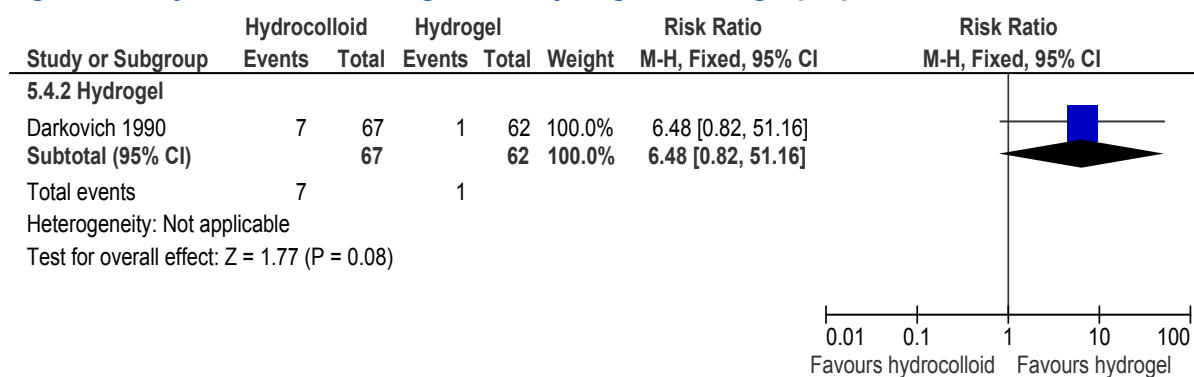 Hydrocolloid Hydrogel Risk Ratio Risk Ratio
Study or Subgroup Events Total Events Total Weight M-H, Fixed, 95% CI M-H, Fixed, 95% CI
5.4.2 Hydrogel
Darkovich 1990 7 67 1 62 100.0% 6.48 [0.82, 51.16]
Subtotal (95% CI) 67 62 100.0% 6.48 [0.82, 51.16]
Total events 7 1
Heterogeneity: Not applicable
Test for overall effect: Z = 1.77 (P = 0.08)
0.01 0.1 1 10 100
Favours hydrocolloid Favours hydrogel